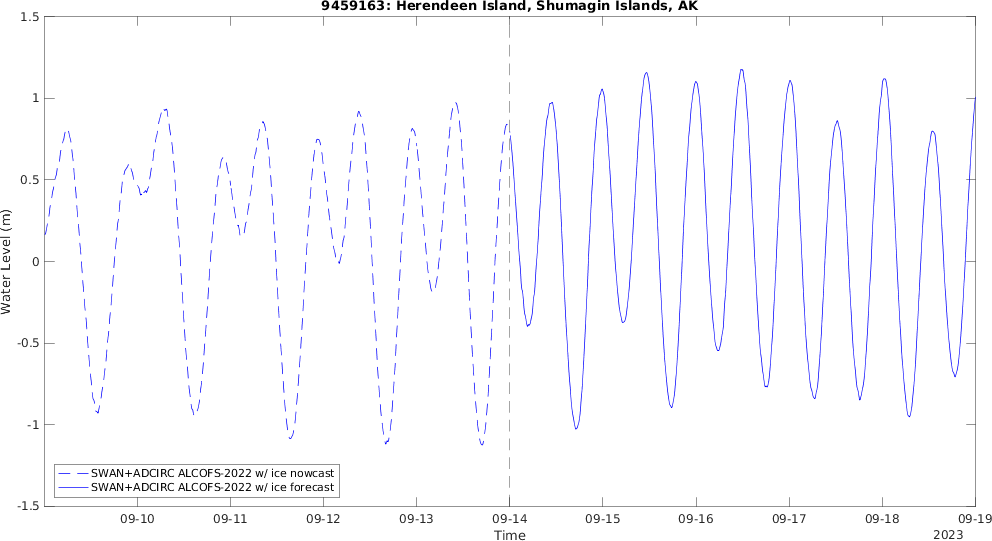 9459163: Herendeen Island, Shumagin Islands, AK
1.5
1
0.5
0
-0.5
-1
-1.5
Water Level (m)
SWAN+ADCIRC ALCOFS-2022 w/ ice nowcast
SWAN+ADCIRC ALCOFS-2022 w/ ice forecast
09-10 09-11 09-12 09-13 09-14 09-15 09-16 09-17 09-18 09-19
Time
2023